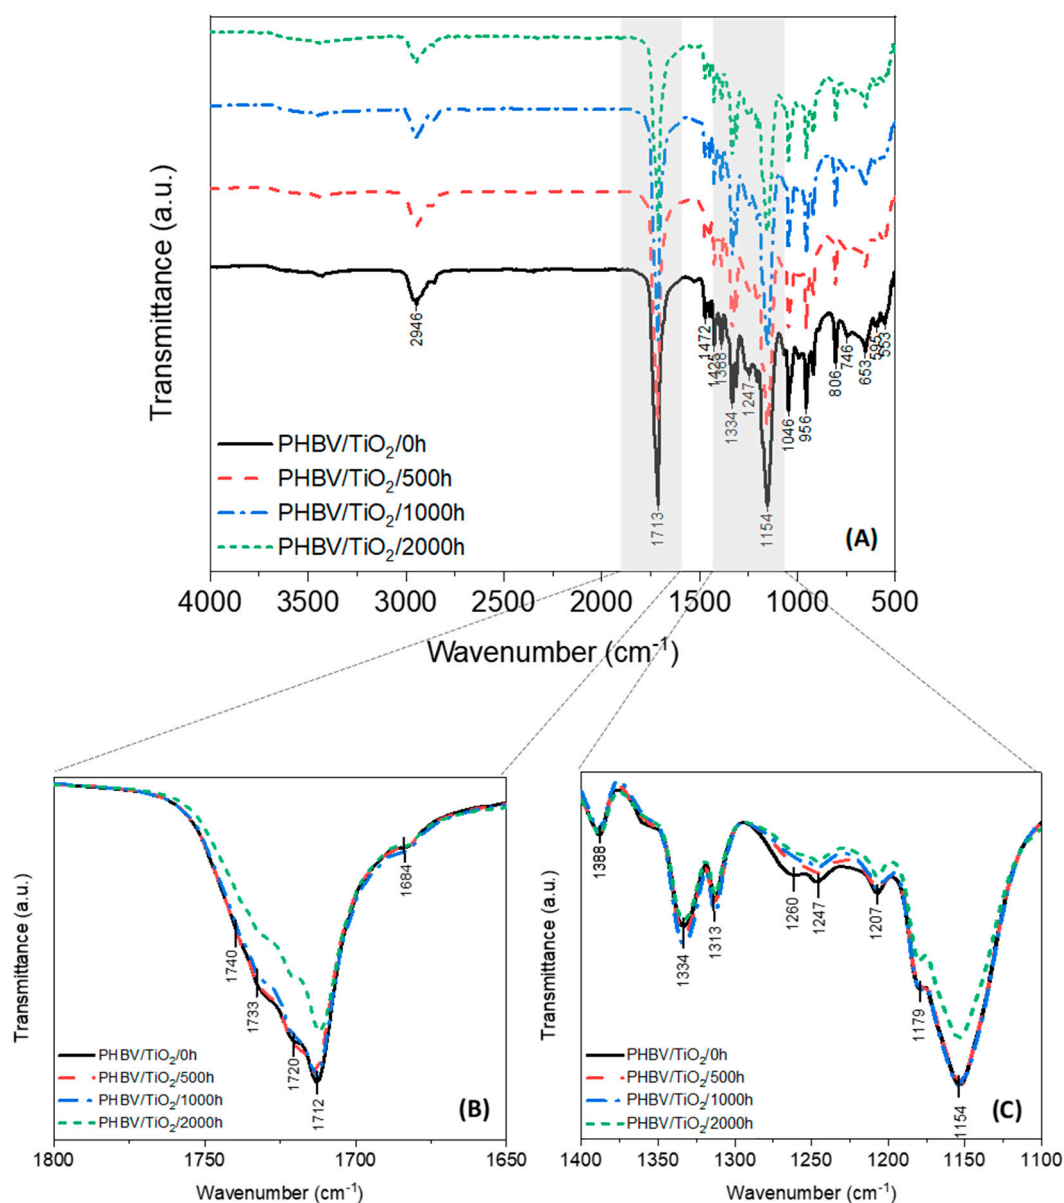 Transmittance (a.u.)
2946
1713
1472
1425
1388
1334
1247
1154
1046
956
806
746
653
595
553
PHBV/TiO2/0h
PHBV/TiO2/500h
PHBV/TiO2/1000h
PHBV/TiO2/2000h
(A)
4000 3500 3000 2500 2000 1500 1000 500
Wavenumber (cm-1)
Transmittance (a.u.)
1740
1733
1720
1712
1684
PHBV/TiO2/0h
PHBV/TiO2/500h
PHBV/TiO2/1000h
PHBV/TiO2/2000h
(B)
1800 1750 1700 1650
Wavenumber (cm-1)
Transmittance (a.u.)
1388
1334
1313
1260
1247
1207
1179
1154
PHBV/TiO2/0h
PHBV/TiO2/500h
PHBV/TiO2/1000h
PHBV/TiO2/2000h
(C)
1400 1350 1300 1250 1200 1150 1100
Wavenumber (cm-1)